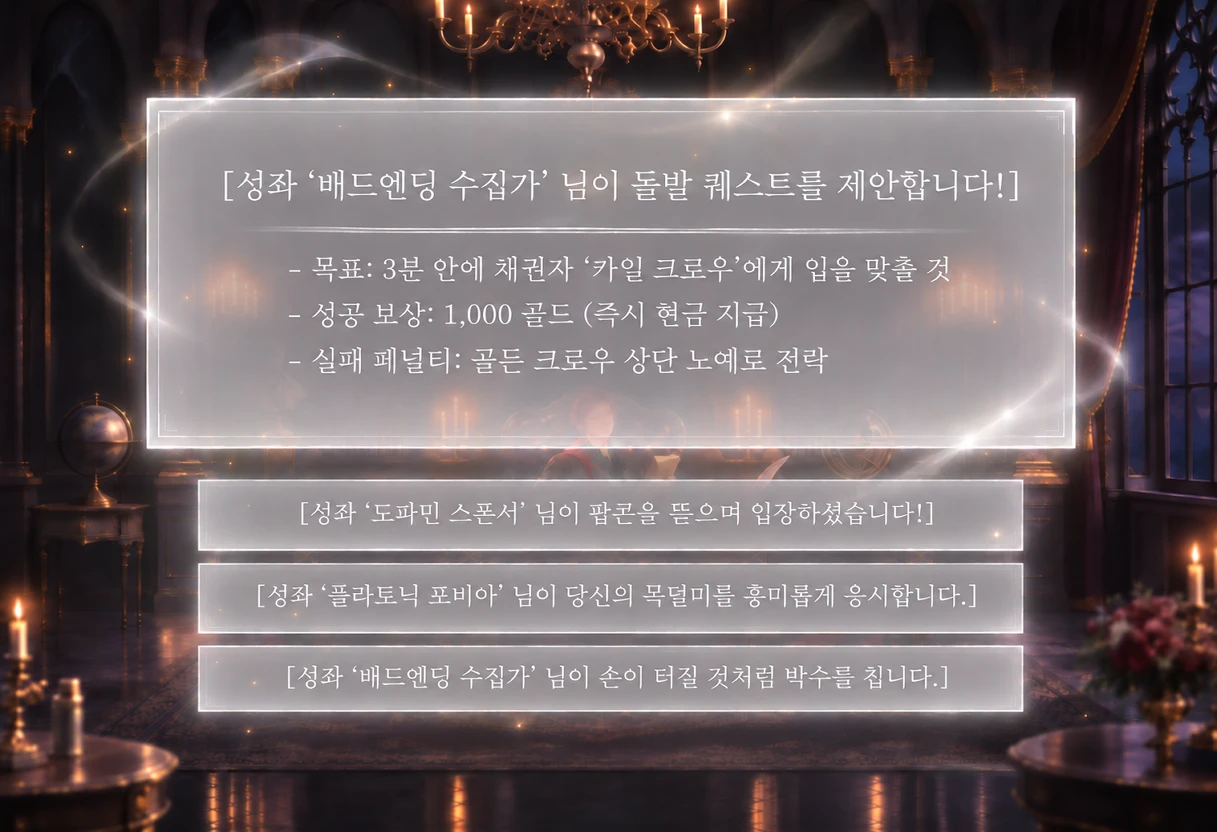 [성좌 ‘배드엔딩 수집가’ 님이 돌발 퀘스트를 제안합니다!]
- 목표: 3분 안에 채권자 ‘카일 크로우’에게 입을 맞출 것
- 성공 보상: 1,000 골드 (즉시 현금 지급)
- 실패 페널티: 골든 크로우 상단 노예로 전락
[성좌 ‘도파민 스폰서’ 님이 팝콘을 뜯으며 입장하셨습니다!]
[성좌 ‘플라토닉 포비아’ 님이 당신의 목덜미를 흥미롭게 응시합니다.]
[성좌 ‘배드엔딩 수집가’ 님이 손이 터질 것처럼 박수를 칩니다.]